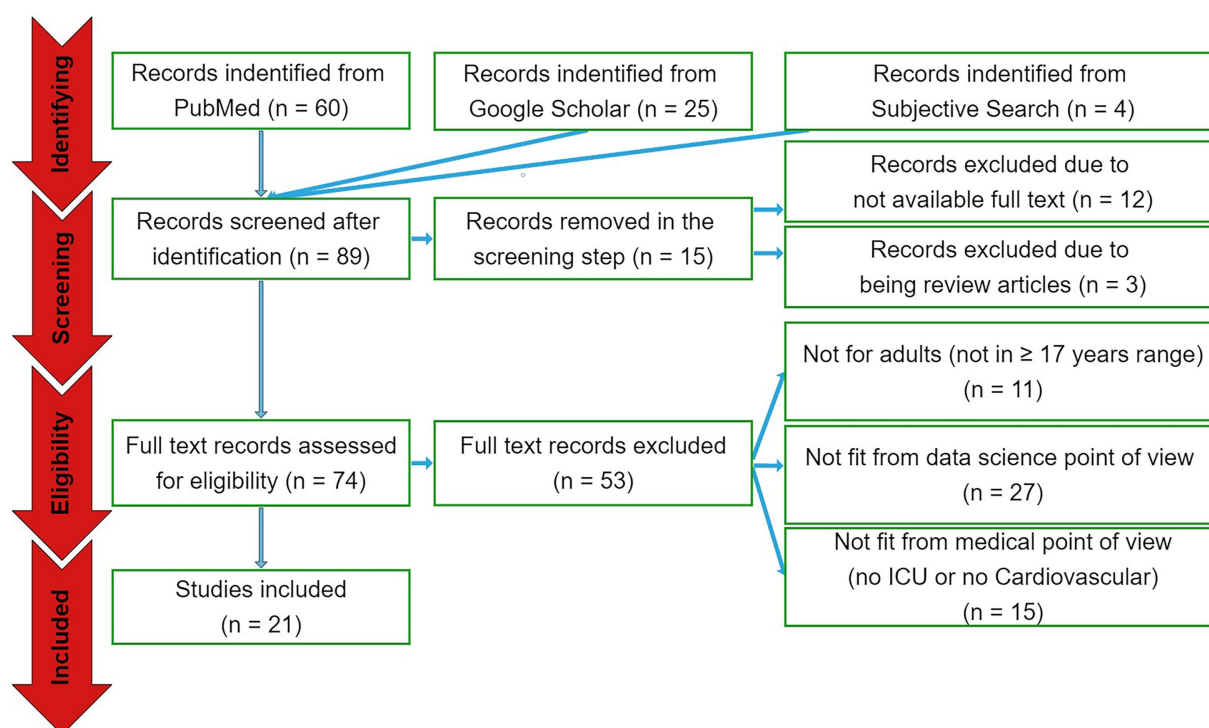 Identifying
Records indentified from
PubMed (n = 60)
Records indentified from
Google Scholar (n = 25)
Records indentified from
Subjective Search (n = 4)
Screening
Records screened after
identification (n = 89)
Records removed in the
screening step (n = 15)
Records excluded due to
not available full text (n = 12)
Records excluded due to
being review articles (n = 3)
Eligibility
Full text records assessed
for eligibility (n = 74)
Full text records excluded
(n = 53)
Not for adults (not in ≥ 17 years range)
(n = 11)
Not fit from data science point of view
(n = 27)
Not fit from medical point of view
(no ICU or no Cardiovascular)
(n = 15)
Included
Studies included
(n = 21)